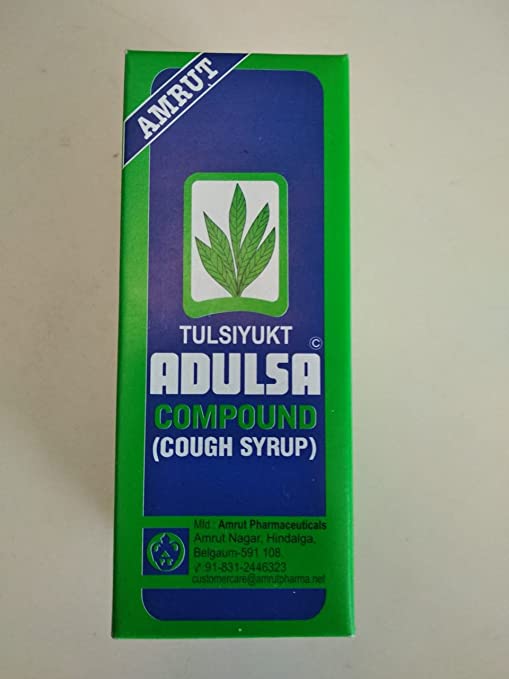 AMRUT
TULSIYUKT
©
ADULSA
COMPOUND
(COUGH SYRUP)
Mfd : Amrut Pharmaceuticals
Amrut Nagar, Hindalga,
Belgaum-591 108.
91-831-2446323
customercare@amrutpharma.net